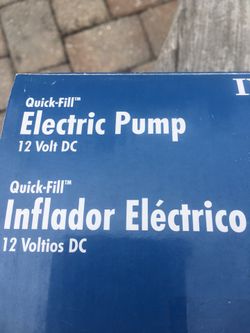 Quick-Fill™
Electric Pump
12 Volt DC
Quick-Fill™
Inflador Eléctrico
12 Voltios DC